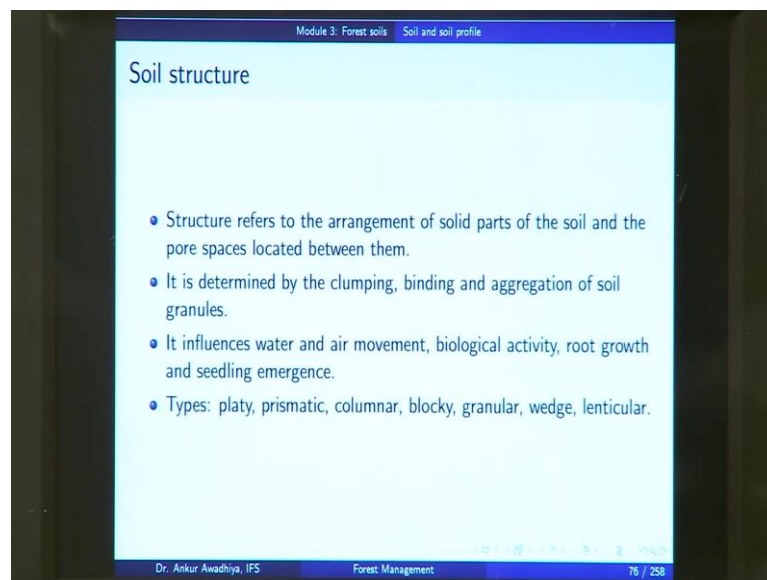 Module 3: Forest soils Soil and soil profile
Soil structure
Structure refers to the arrangement of solid parts of the soil and the
pore spaces located between them.
It is determined by the clumping, binding and aggregation of soil
granules.
It influences water and air movement, biological activity, root growth
and seedling emergence.
Types: platy, prismatic, columnar, blocky, granular, wedge, lenticular.
Dr. Ankur Awadhiya, IFS Forest Management 76 / 258